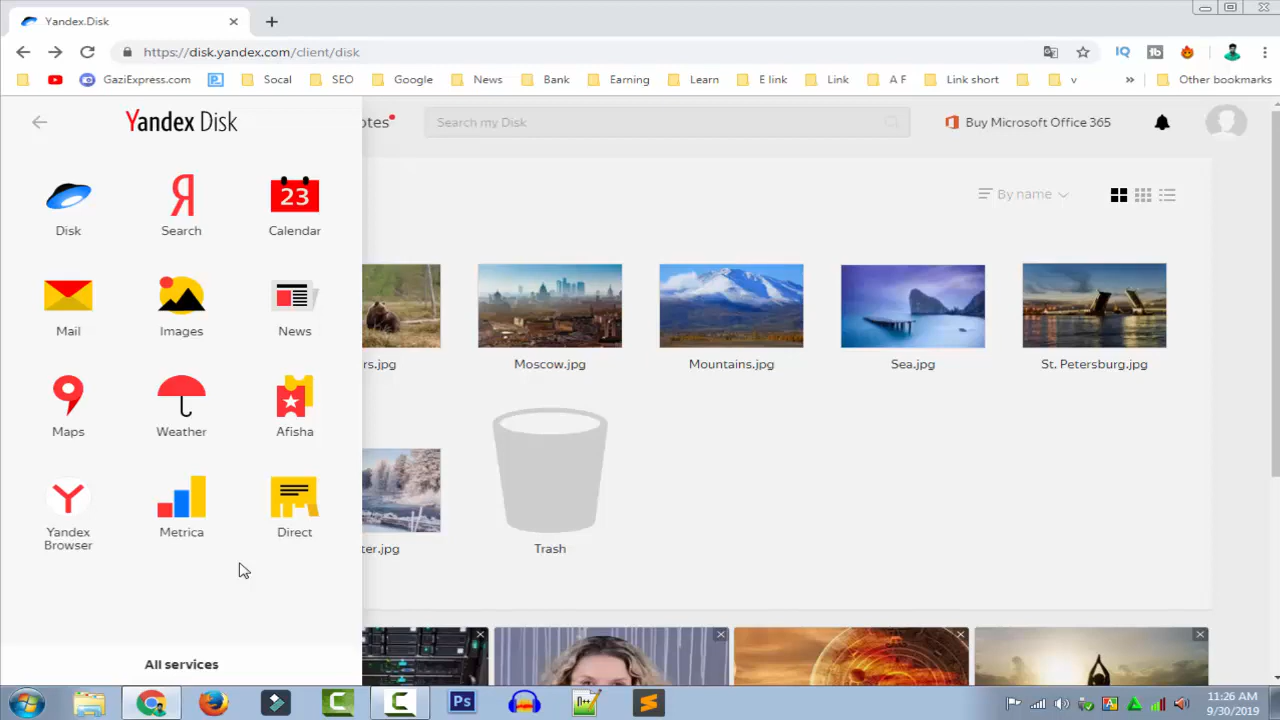 Yandex.Disk
https://disk.yandex.com/client/disk
GaziExpress.com
Socal
SEO
Google
News
Bank
Earning
Learn
E link
Link
A F
Link short
v
»
Other bookmarks
Yandex Disk
otes
Search my Disk
Buy Microsoft Office 365
By name
23
Я
Disk
Search
Calendar
Mail
Images
News
Maps
Weather
Afisha
Yandex
Browser
Metrica
Direct
All services
rs.jpg
Moscow.jpg
Mountains.jpg
Sea.jpg
St. Petersburg.jpg
ter.jpg
Trash
Ps
11:26 AM
9/30/2019